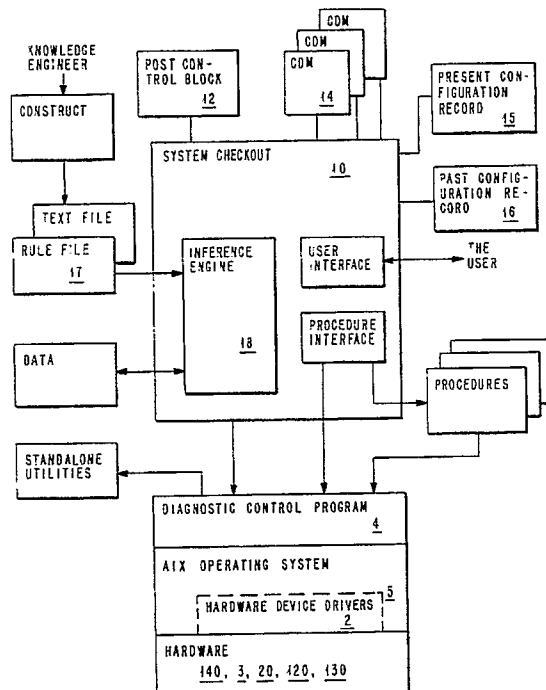 KNOWLEDGE
ENGINEER
CONSTRUCT
TEXT FILE
RULE FILE
17
DATA
STANDALONE
UTILITIES
POST CON-
TROL BLOCK
12
CDM
CDM
CDM
14
PRESENT CON-
FIGURATION
RECORD
15
PAST CONFIG-
URATION RE-
CORD
16
SYSTEM CHECKOUT
10
INFERENCE
ENGINE
18
USER
INTERFACE
THE
USER
PROCEDURE
INTERFACE
PROCEDURES
DIAGNOSTIC CONTROL PROGRAM
4
AIX OPERATING SYSTEM
5
HARDWARE DEVICE DRIVERS
2
HARDWARE
140, 3, 20, 120, 130